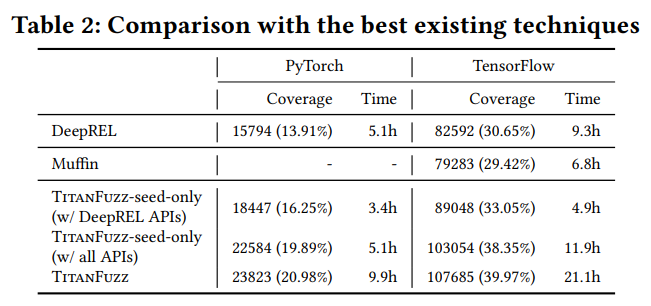 Table 2: Comparison with the best existing techniques
PyTorch TensorFlow
Coverage Time Coverage Time
DeepREL 15794 (13.91%) 5.1h 82592 (30.65%) 9.3h
Muffin - - 79283 (29.42%) 6.8h
TitanFuzz-seed-only
(w/ DeepREL APIs) 18447 (16.25%) 3.4h 89048 (33.05%) 4.9h
TitanFuzz-seed-only
(w/ all APIs) 22584 (19.89%) 5.1h 103054 (38.35%) 11.9h
TitanFuzz 23823 (20.98%) 9.9h 107685 (39.97%) 21.1h